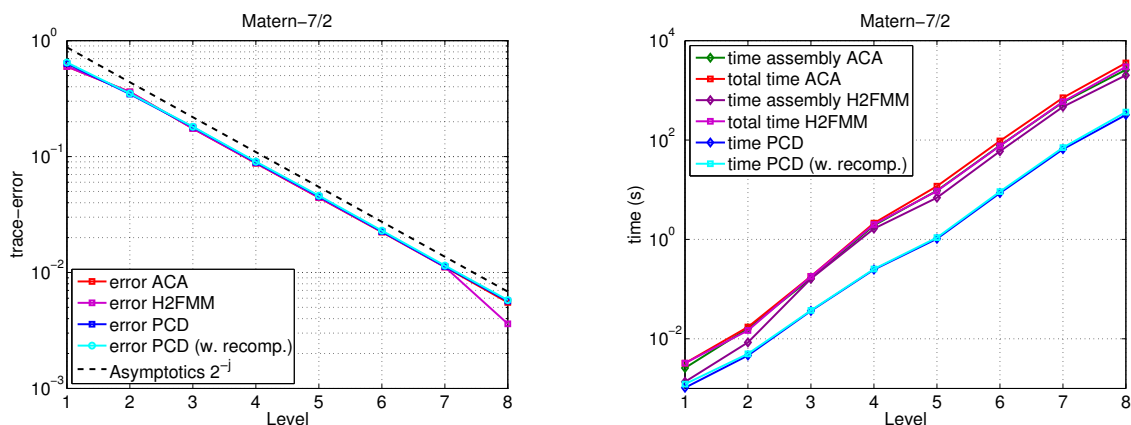 Matern−7/2
10^0
10^−1
10^−2
10^−3
trace−error
error ACA
error H2FMM
error PCD
error PCD (w. recomp.)
Asymptotics 2^−j
1 2 3 4 5 6 7 8
Level
Matern−7/2
10^4
10^2
10^0
10^−2
time (s)
time assembly ACA
total time ACA
time assembly H2FMM
total time H2FMM
time PCD
time PCD (w. recomp.)
1 2 3 4 5 6 7 8
Level